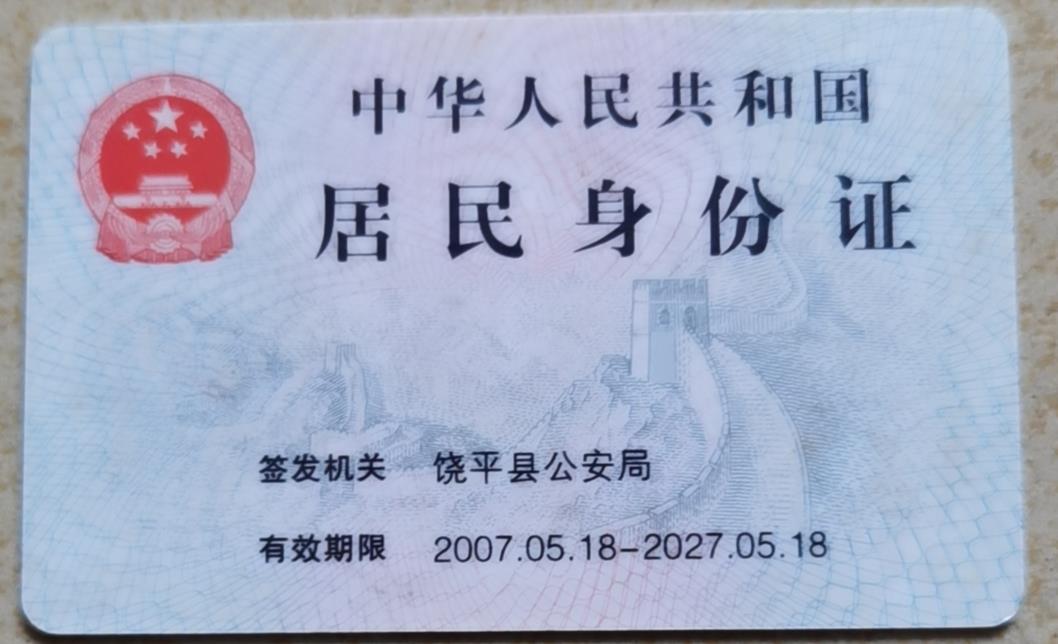 中华人民共和国
居民身份证
签发机关 饶平县公安局
有效期限 2007.05.18-2027.05.18